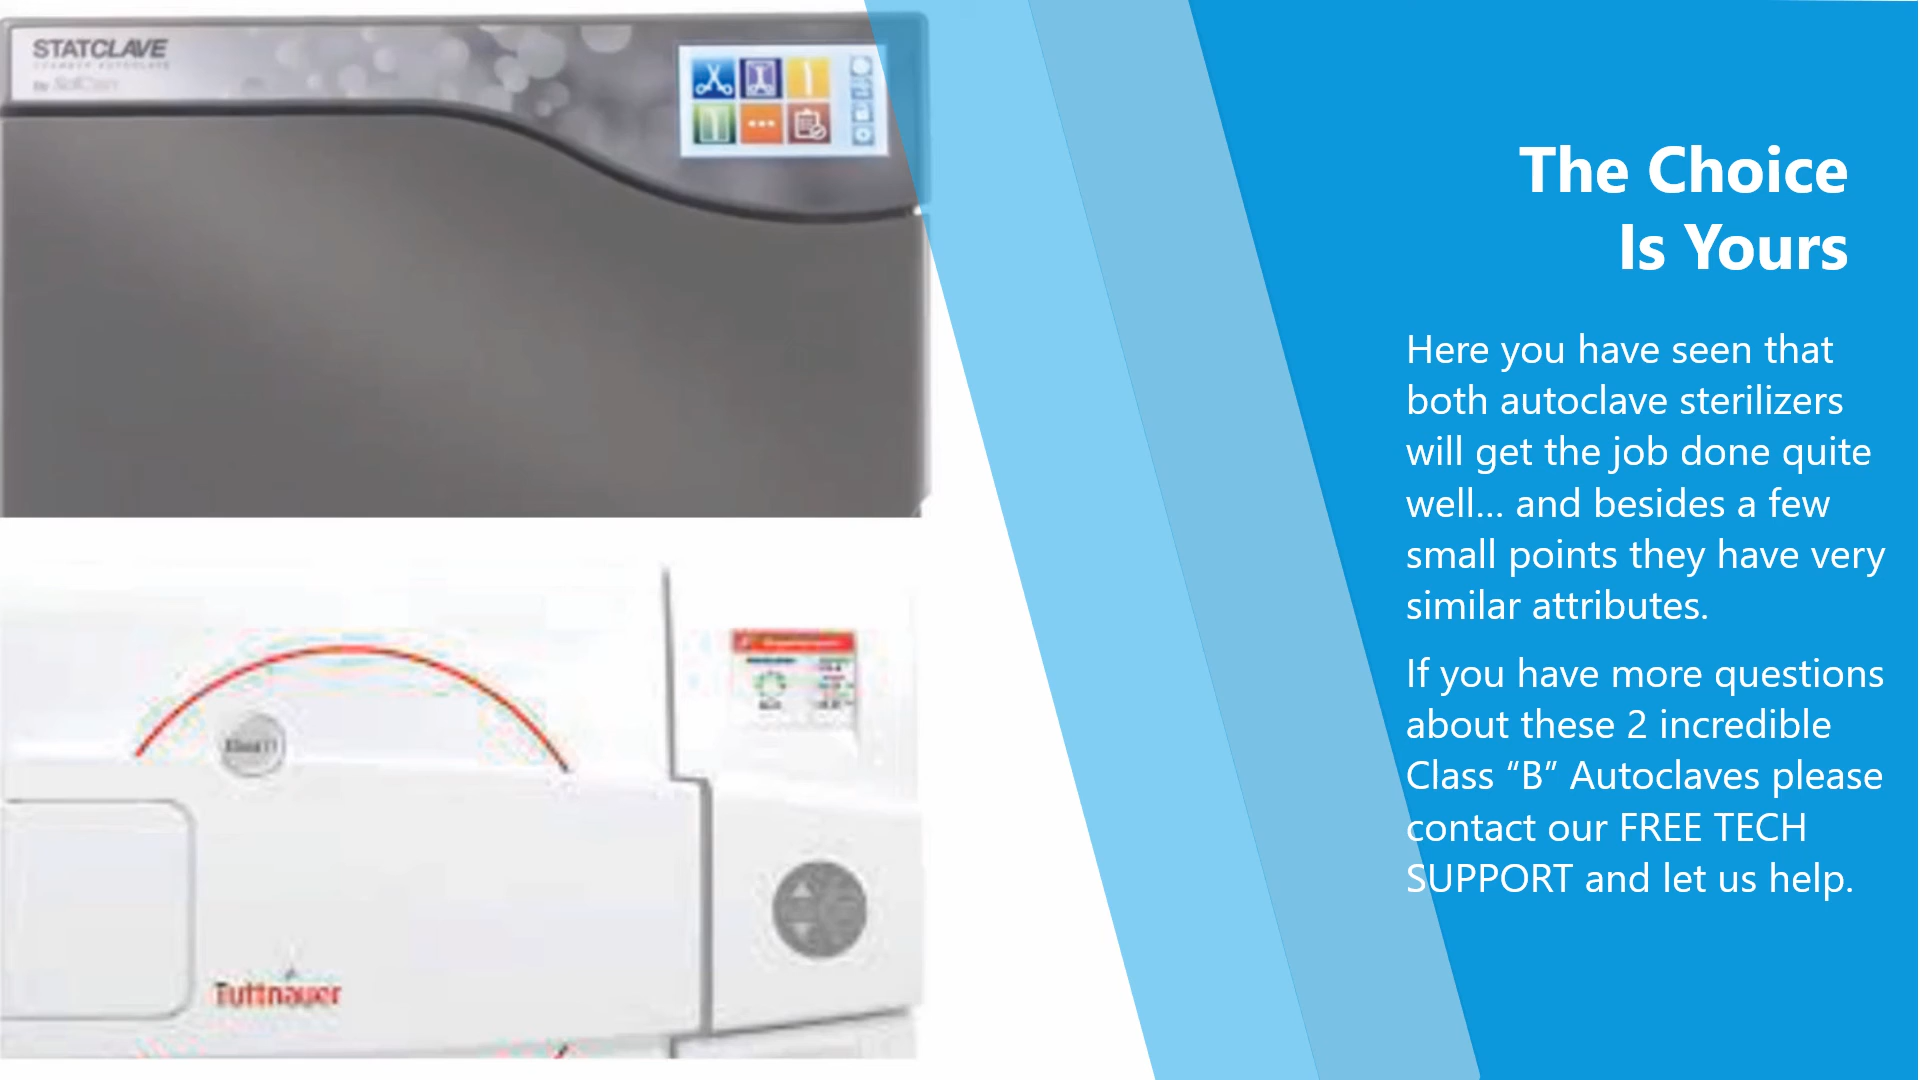 STATCLAVE
by SciCan
The Choice
Is Yours
Here you have seen that
both autoclave sterilizers
will get the job done quite
well... and besides a few
small points they have very
similar attributes.
If you have more questions
about these 2 incredible
Class “B” Autoclaves please
contact our FREE TECH
SUPPORT and let us help.
Tuttnauer